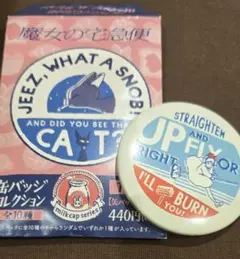 魔女の宅急便
JEEZ, WHAT A SNOB!
AND DID YOU SEE THE
CAT?
缶バッジ
コレクション
全10種
milk cap series
440円
STRAIGHTEN
UP AND
FLY
RIGHT OR
I'LL BURN
YOU!